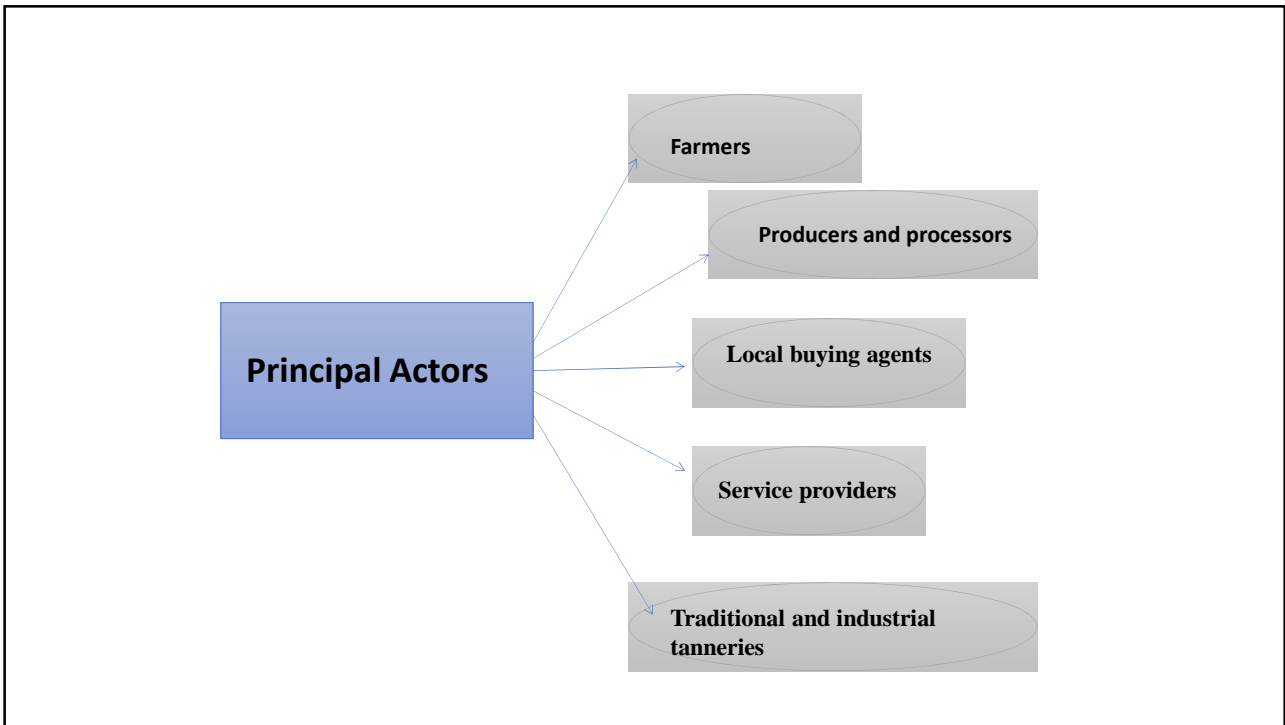 Farmers
Producers and processors
Principal Actors
Local buying agents
Service providers
Traditional and industrial
tanneries